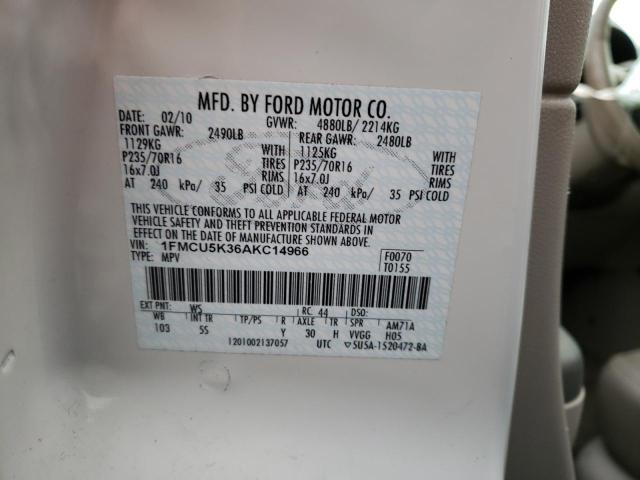 MFD. BY FORD MOTOR CO.
DATE: 02/10 GVWR: 4880LB/ 2214KG
FRONT GAWR: 2490LB REAR GAWR: 2480LB
1129KG WITH 1125KG WITH
P235/70R16 TIRES P235/70R16 TIRES
16x7.0J RIMS 16x7.0J RIMS
AT 240 kPa/ 35 PSI COLD AT 240 kPa/ 35 PSI COLD
THIS VEHICLE CONFORMS TO ALL APPLICABLE FEDERAL MOTOR
VEHICLE SAFETY AND THEFT PREVENTION STANDARDS IN
EFFECT ON THE DATE OF MANUFACTURE SHOWN ABOVE.
VIN: 1FMCU5K36AKC14966 F0070
TYPE: MPV T0155
EXT PNT: WS RC: 44 DSO:
WB INT TR TP/PS R AXLE TR SPR AM71A
103 5S Y 30 H VVGG H05
1201002137057 UTC 5U5A-1520472-BA